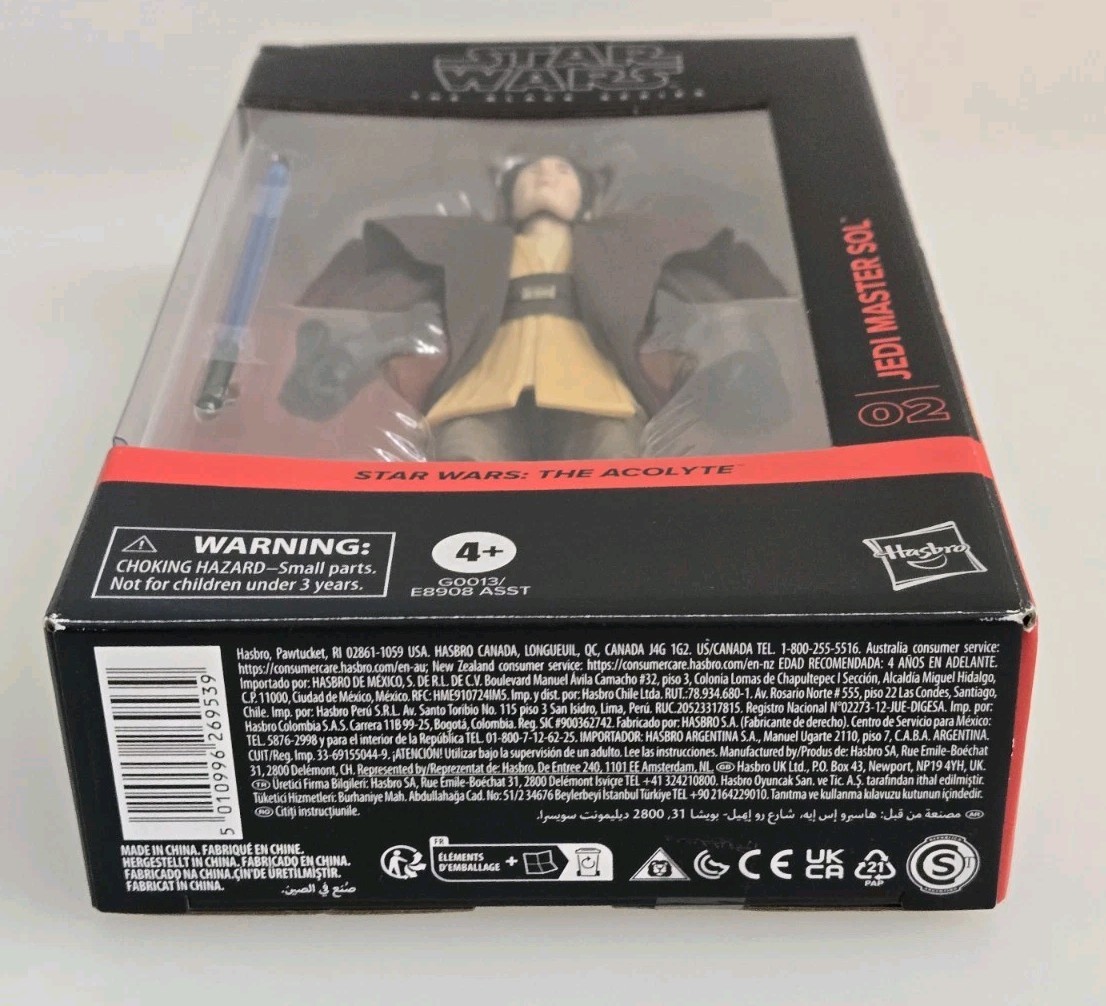 STAR
WARS
THE BLACK SERIES
JEDI MASTER SOL™
02
STAR WARS: THE ACOLYTE™
WARNING:
CHOKING HAZARD—Small parts.
Not for children under 3 years.
4+
G0013/
E8908 ASST
Hasbro
5 010996 269539
Hasbro, Pawtucket, RI 02861-1059 USA. HASBRO CANADA, LONGUEUIL, QC, CANADA J4G 1G2. US/CANADA TEL. 1-800-255-5516. Australia consumer service:
https://consumercare.hasbro.com/en-au; New Zealand consumer service: https://consumercare.hasbro.com/en-nz EDAD RECOMENDADA: 4 AÑOS EN ADELANTE.
Importado por: HASBRO DE MÉXICO, S. DE R.L. DE C.V. Boulevard Manuel Ávila Camacho #32, piso 3, Colonia Lomas de Chapultepec I Sección, Alcaldía Miguel Hidalgo,
C.P. 11000, Ciudad de México, México. RFC: HME910724IM5. Imp. y dist. por: Hasbro Chile Ltda. RUT.:78.934.680-1. Av. Rosario Norte # 555, piso 22 Las Condes, Santiago,
Chile. Imp. por: Hasbro Perú S.R.L. Av. Santo Toribio No. 115 piso 3 San Isidro, Lima, Perú. RUC.20523317815. Registro Nacional N°02273-12-JUE-DIGESA. Imp. por:
Hasbro Colombia S.A.S. Carrera 11B 99-25, Bogotá, Colombia. Reg. SIC #900362742. Fabricado por: HASBRO S.A. (Fabricante de derecho). Centro de Servicio para México:
TEL. 5876-2998 y para el interior de la República TEL. 01-800-7-12-62-25. IMPORTADOR: HASBRO ARGENTINA S.A., Manuel Ugarte 2110, piso 7, C.A.B.A. ARGENTINA.
CUIT/Reg. Imp. 33-69155044-9. ¡ATENCIÓN! Utilizar bajo la supervisión de un adulto. Lee las instrucciones. Manufactured by/Produs de: Hasbro SA, Rue Emile-Boéchat
31, 2800 Delémont, CH. Represented by/Reprezentat de: Hasbro, De Entree 240, 1101 EE Amsterdam, NL. GB Hasbro UK Ltd., P.O. Box 43, Newport, NP19 4YH, UK.
TR Üretici Firma Bilgileri: Hasbro SA, Rue Emile-Boéchat 31, 2800 Delémont İsviçre TEL +41 324210800. Hasbro Oyuncak San. ve Tic. A.Ş. tarafından ithal edilmiştir.
Tüketici Hizmetleri: Burhaniye Mah. Abdullahağa Cad. No: 51/2 34676 Beylerbeyi İstanbul Türkiye TEL +90 2164229010. Tanıtma ve kullanma kılavuzu kutunun içindedir.
RO Citiți instrucțiunile.
AR مصنعة من قبل: هاسبرو إس إيه، شارع رو إميل- بويشا 31، 2800 ديليمونت سويسرا.
MADE IN CHINA. FABRIQUÉ EN CHINE.
HERGESTELLT IN CHINA. FABRICADO EN CHINA.
FABRICADO NA CHINA.ÇİN'DE ÜRETİLMİŞTİR.
FABRICAT ÎN CHINA.
صُنع في الصين.
FR
ÉLÉMENTS
D'EMBALLAGE
+
CE
UK
CA
21
PAP
S